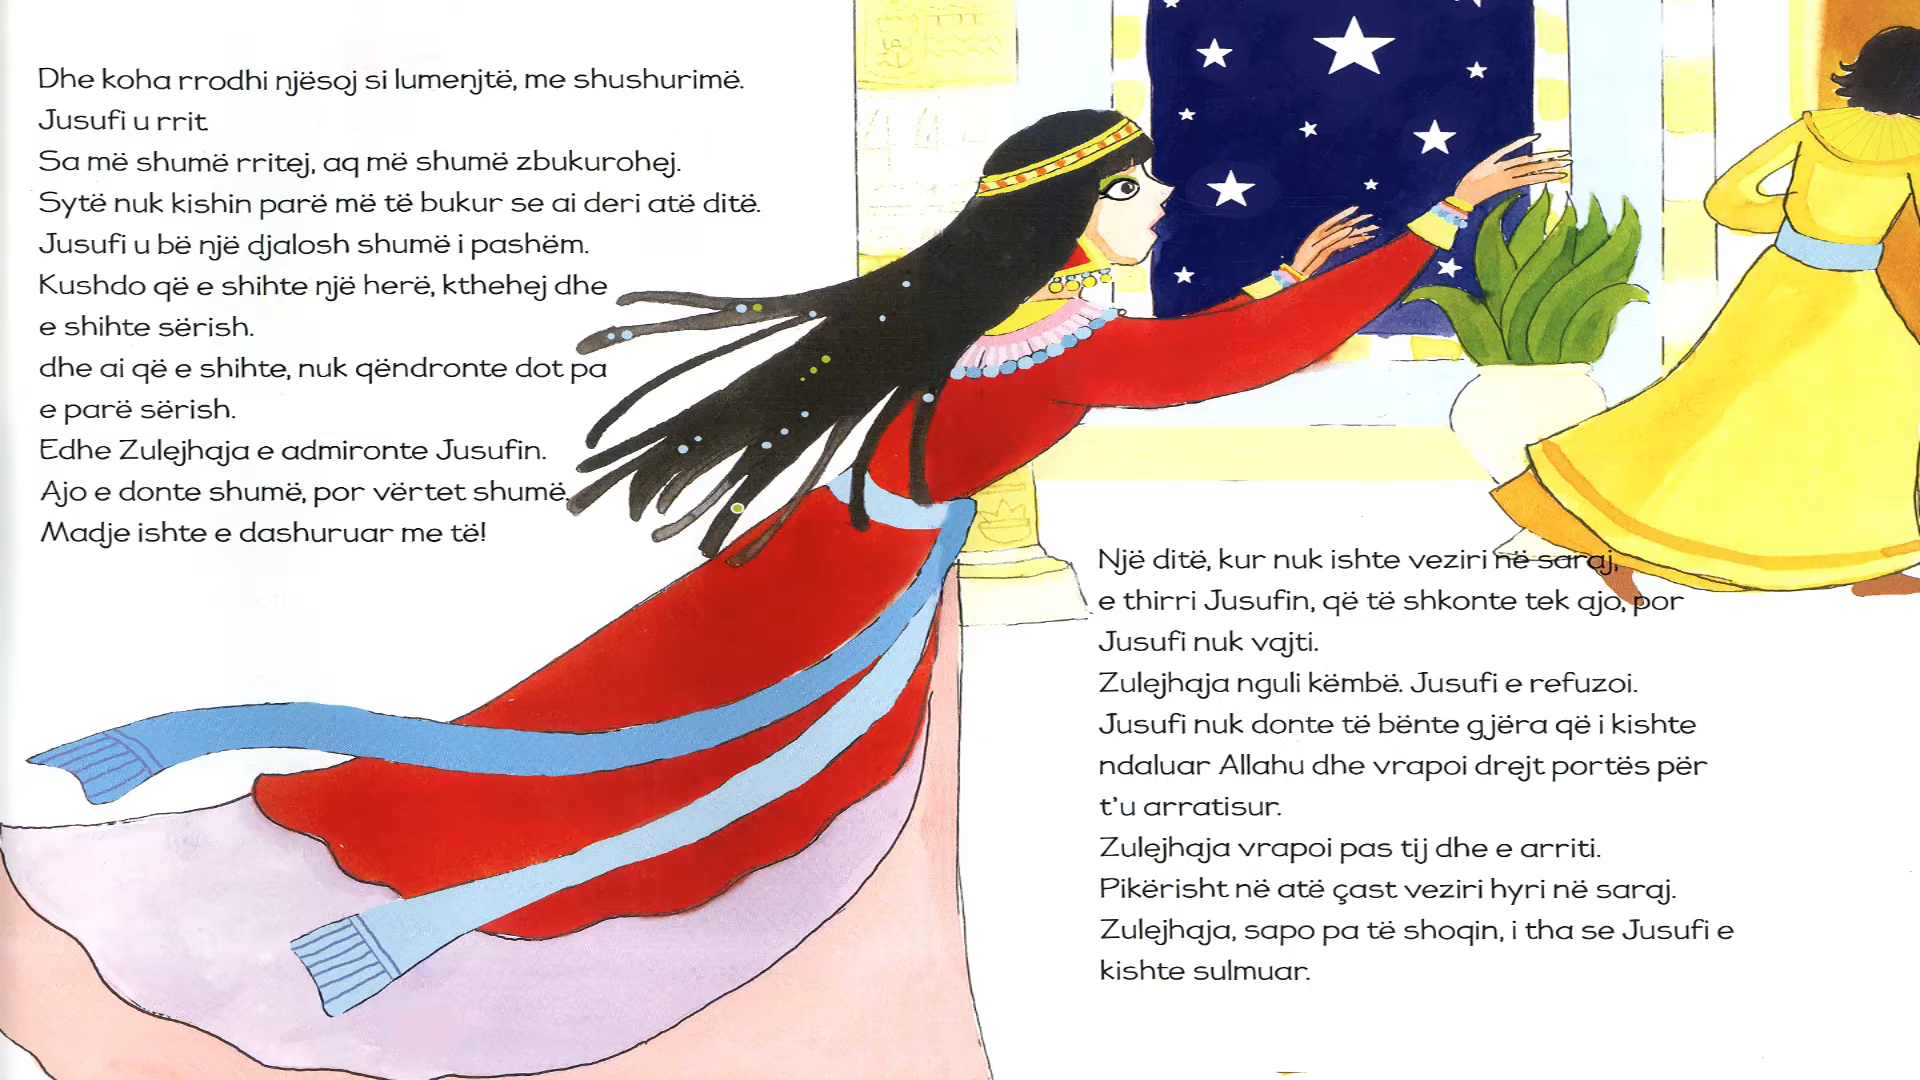 Dhe koha rrodhi njësoj si lumenjtë, me shushurimë.
Jusufi u rrit.
Sa më shumë rritej, aq më shumë zbukurohej.
Sytë nuk kishin parë më të bukur se ai deri atë ditë.
Jusufi u bë një djalosh shumë i pashëm.
Kushdo që e shihte një herë, kthehej dhe
e shihte sërish.
dhe ai që e shihte, nuk qëndronte dot pa
e parë sërish.
Edhe Zulejhaja e admironte Jusufin.
Ajo e donte shumë, por vërtet shumë.
Madje ishte e dashuruar me të!
Një ditë, kur nuk ishte veziri në saraj,
e thirri Jusufin, që të shkonte tek ajo, por
Jusufi nuk vajti.
Zulejhaja nguli këmbë. Jusufi e refuzoi.
Jusufi nuk donte të bënte gjëra që i kishte
ndaluar Allahu dhe vrapoi drejt portës për
t'u arratisur.
Zulejhaja vrapoi pas tij dhe e arriti.
Pikërisht në atë çast veziri hyri në saraj.
Zulejhaja, sapo pa të shoqin, i tha se Jusufi e
kishte sulmuar.